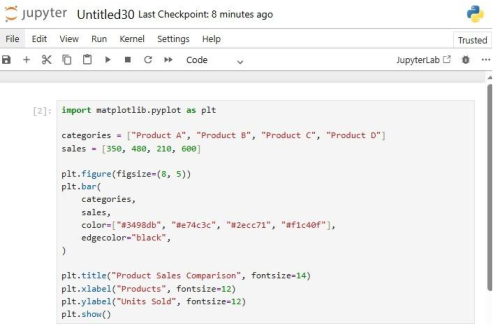 jupyter Untitled30 Last Checkpoint: 8 minutes ago
File Edit View Run Kernel Settings Help Trusted
Code JupyterLab
[2]: import matplotlib.pyplot as plt
categories = ["Product A", "Product B", "Product C", "Product D"]
sales = [350, 480, 210, 600]
plt.figure(figsize=(8, 5))
plt.bar(
categories,
sales,
color=["#3498db", "#e74c3c", "#2ecc71", "#f1c40f"],
edgecolor="black",
)
plt.title("Product Sales Comparison", fontsize=14)
plt.xlabel("Products", fontsize=12)
plt.ylabel("Units Sold", fontsize=12)
plt.show()